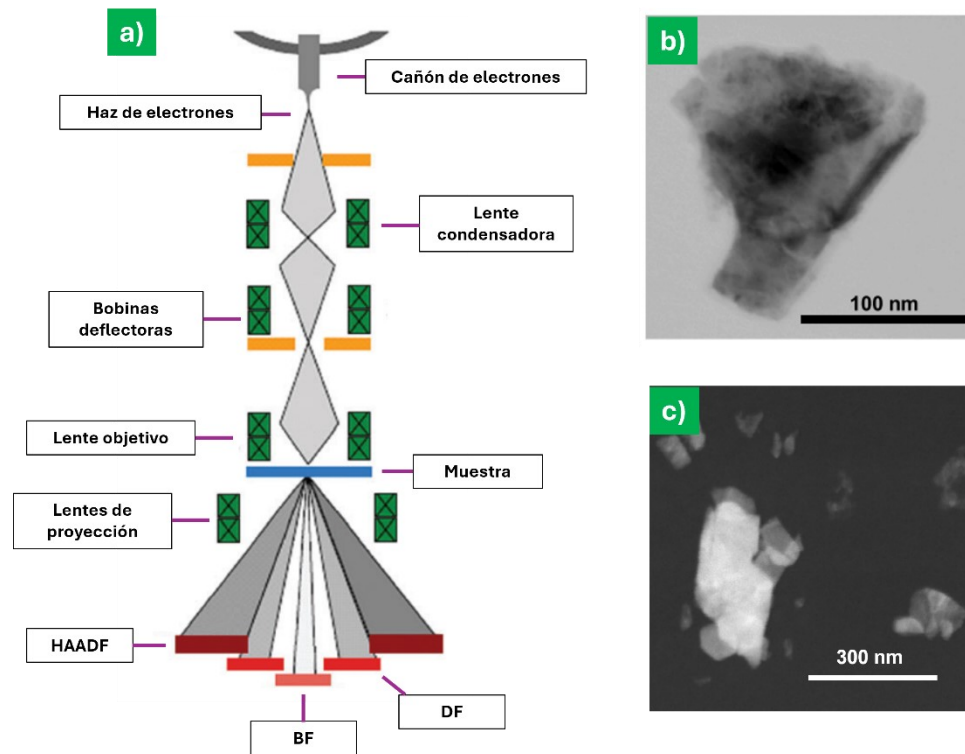 a)
Cañón de electrones
Haz de electrones
Lente
condensadora
Bobinas
deflectoras
Lente objetivo
Muestra
Lentes de
proyección
HAADF
DF
BF
b)
100 nm
c)
300 nm